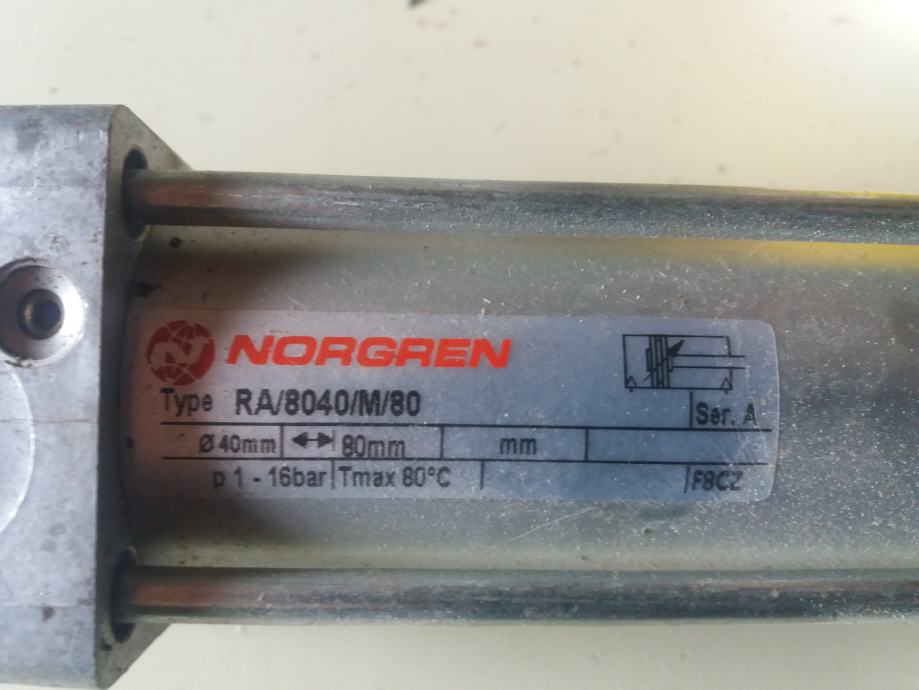 NORGREN
Type RA/8040/M/80 Ser. A
Ø 40mm 80mm mm
p 1 - 16bar Tmax 80°C F8CZ